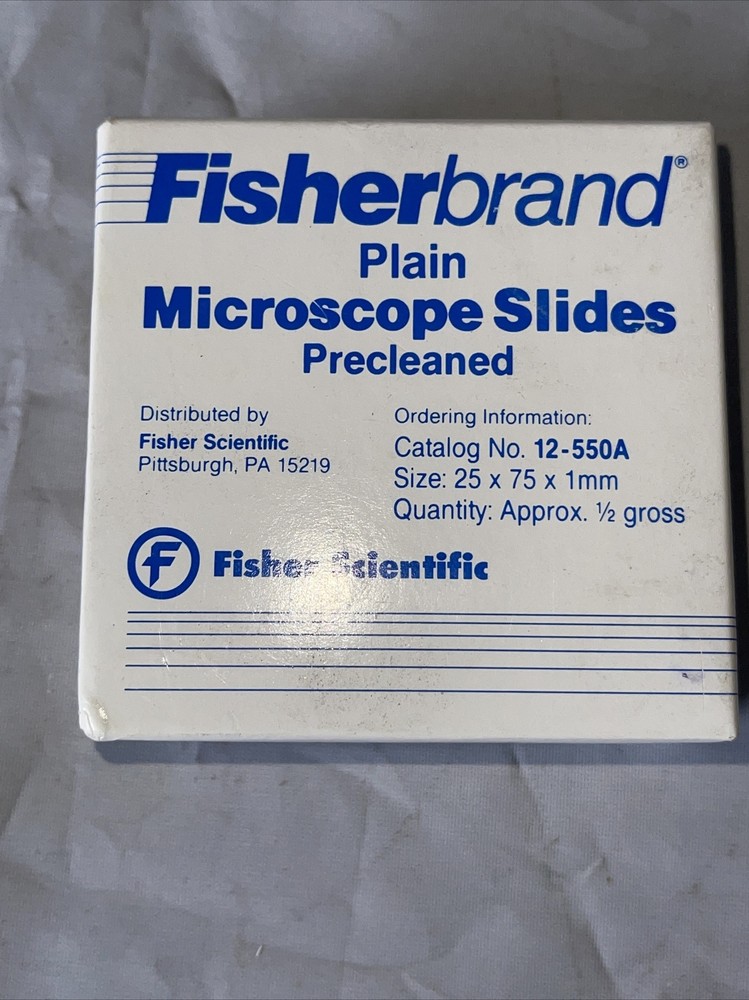 Fisherbrand®
Plain
Microscope Slides
Precleaned
Distributed by
Fisher Scientific
Pittsburgh, PA 15219
Ordering Information:
Catalog No. 12-550A
Size: 25 x 75 x 1mm
Quantity: Approx. ½ gross
F Fisher Scientific